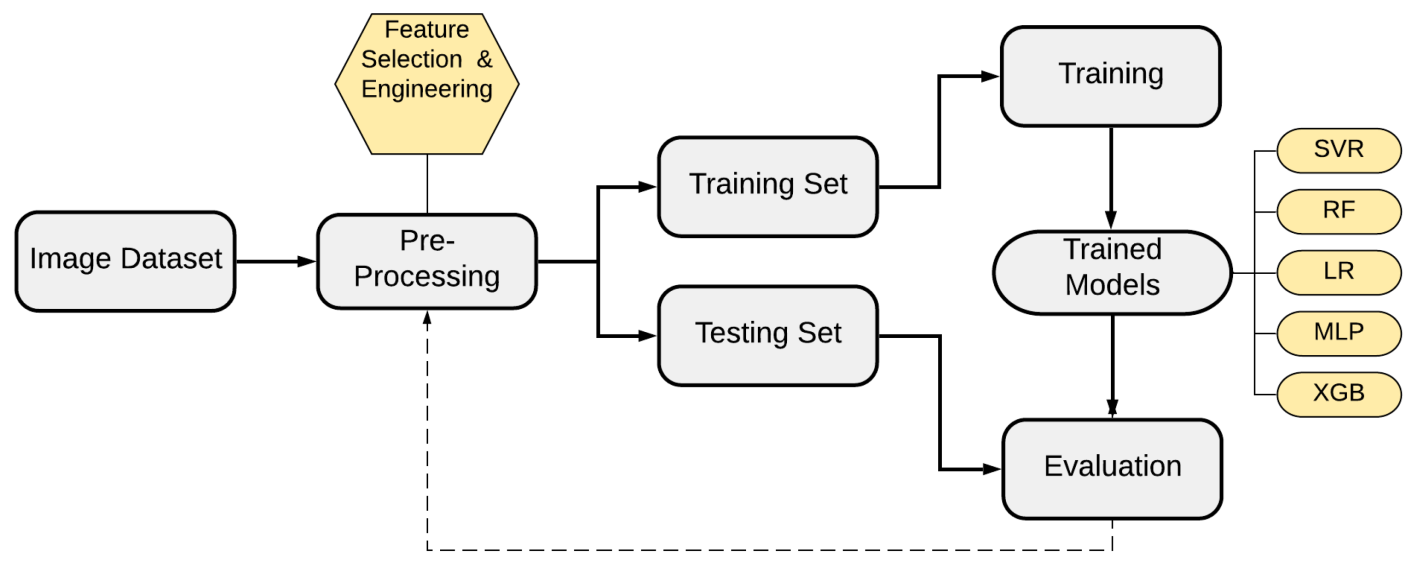 Feature
Selection & 
Engineering
Training
Training Set
SVR
RF
Image Dataset
Pre-
Processing
Trained
Models
LR
Testing Set
MLP
XGB
Evaluation